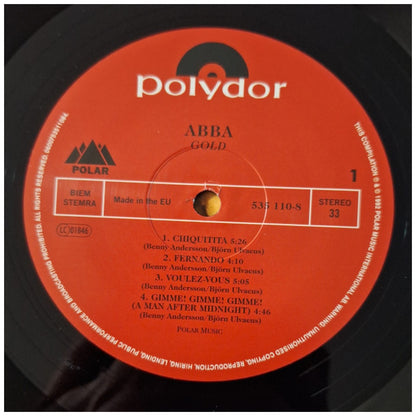 polydor
ABBA
GOLD
POLAR
1
BIEM
STEMRA
Made in the EU
535 110-8
STEREO
33
LC 01846
1. CHIQUITITA 5:26
(Benny Andersson/Björn Ulvaeus)
2. FERNANDO 4:10
(Benny Andersson/Björn Ulvaeus)
3. VOULEZ-VOUS 5:05
(Benny Andersson/Björn Ulvaeus)
4. GIMME! GIMME! GIMME!
(A MAN AFTER MIDNIGHT) 4:46
(Benny Andersson/Björn Ulvaeus)
POLAR MUSIC
THIS COMPILATION ℗ & © 1992 POLAR MUSIC INTERNATIONAL AB. WARNING: UNAUTHORISED COPYING, REPRODUCTION, HIRING, LENDING, PUBLIC PERFORMANCE AND BROADCASTING PROHIBITED. ALL RIGHTS RESERVED.